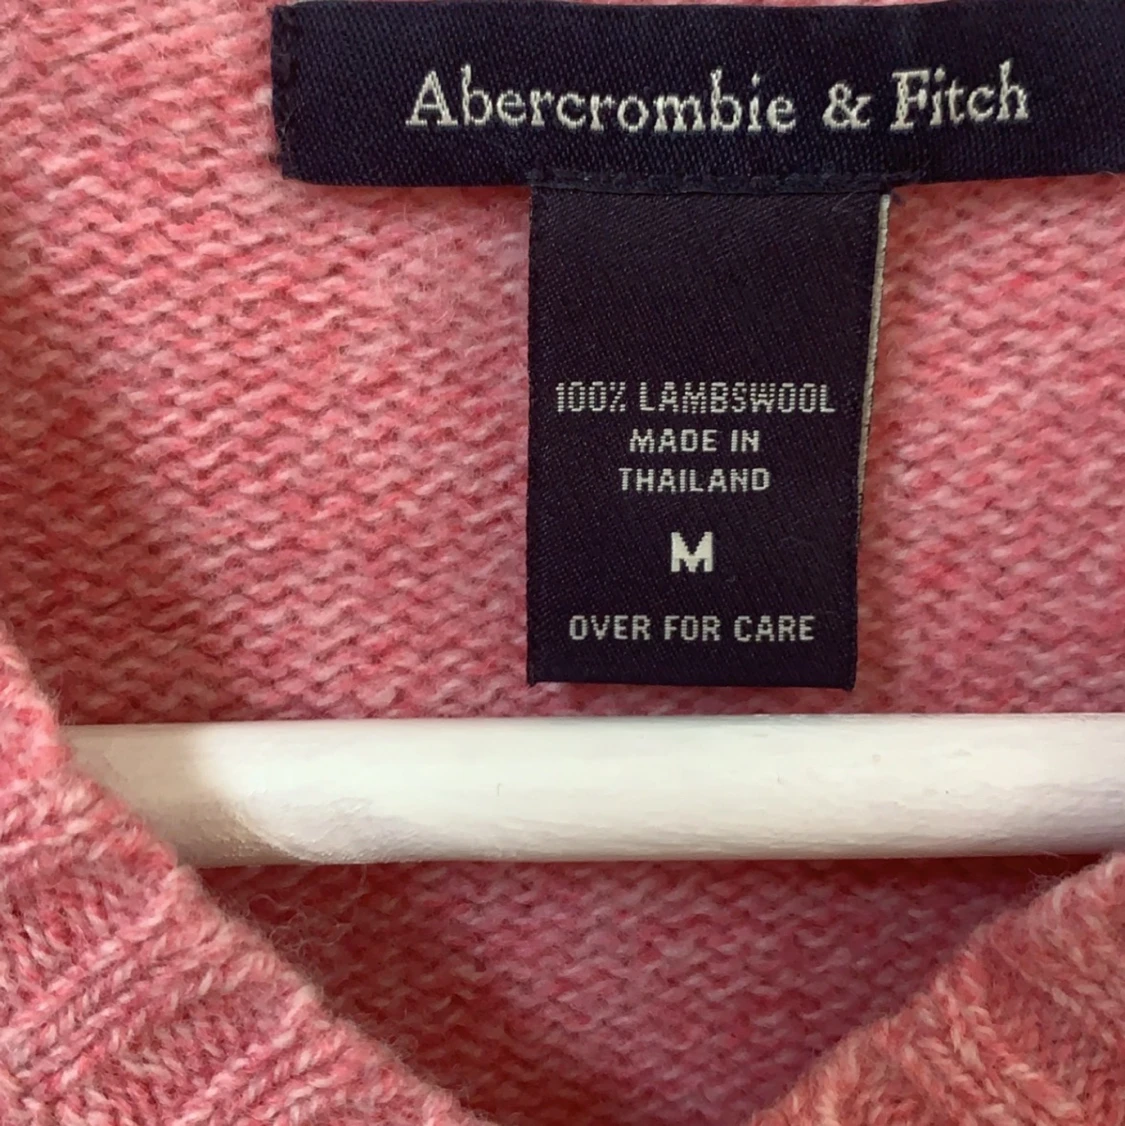 Abercrombie & Fitch
100% LAMBSWOOL
MADE IN
THAILAND
M
OVER FOR CARE